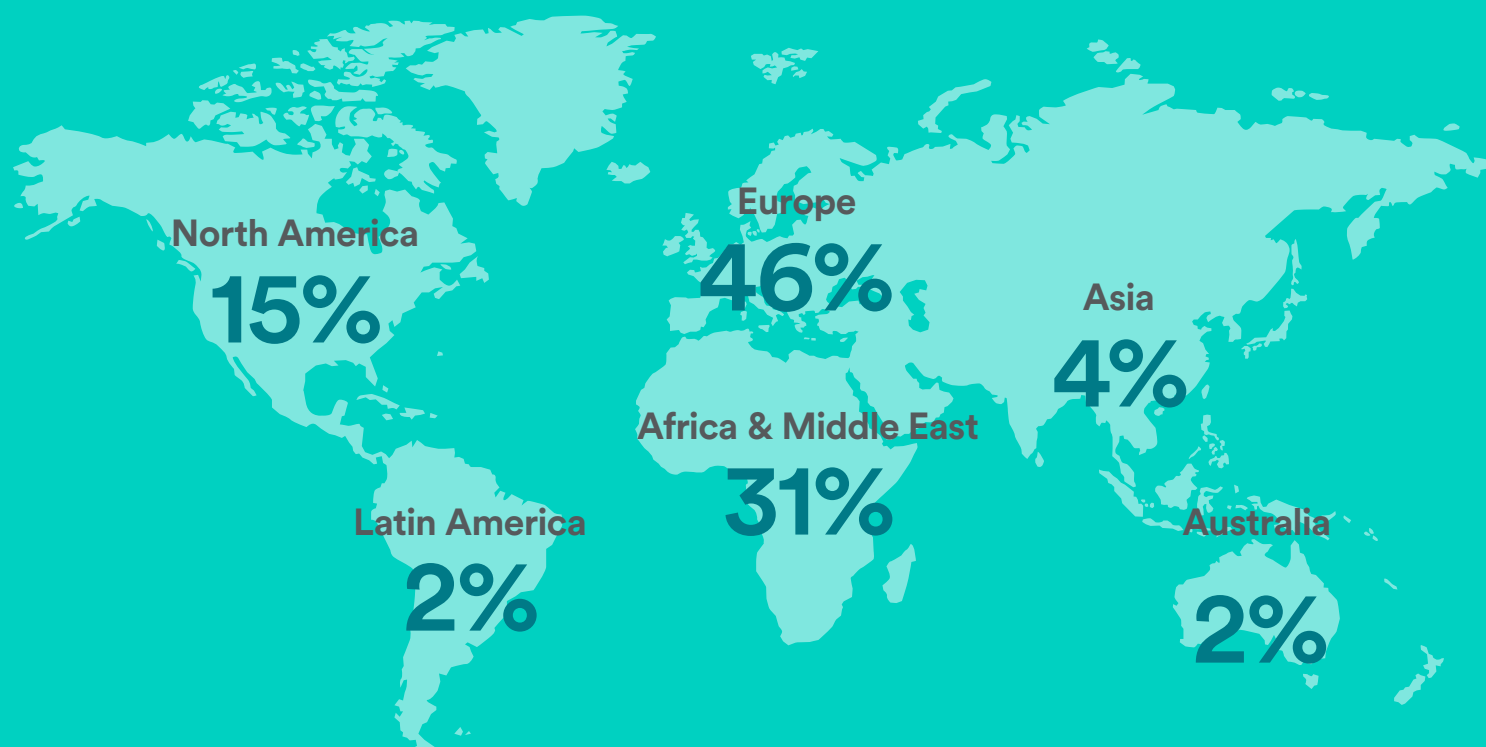 North America
15%
Europe
46%
Asia
4%
Africa & Middle East
31%
Latin America
2%
Australia
2%